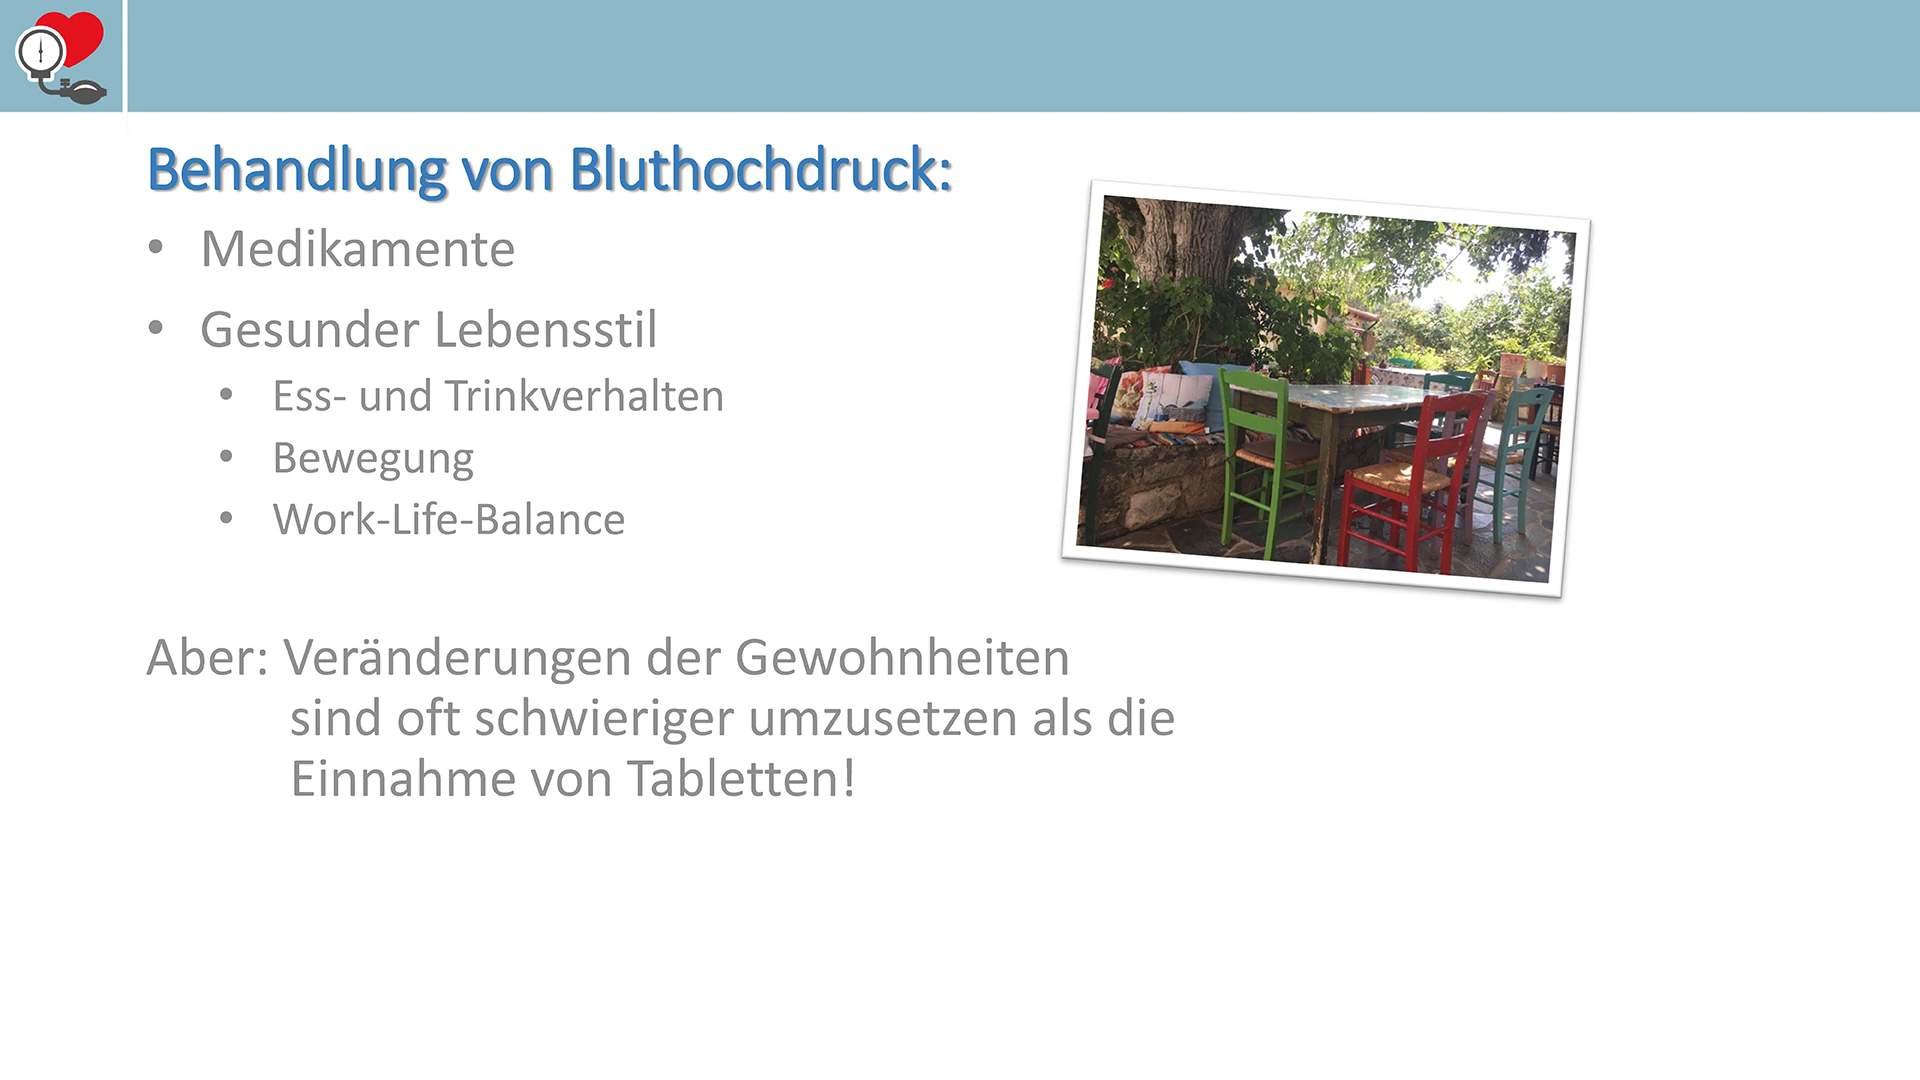 Behandlung von Bluthochdruck:
• Medikamente
• Gesunder Lebensstil
• Ess- und Trinkverhalten
• Bewegung
• Work-Life-Balance
Aber: Veränderungen der Gewohnheiten
sind oft schwieriger umzusetzen als die
Einnahme von Tabletten!